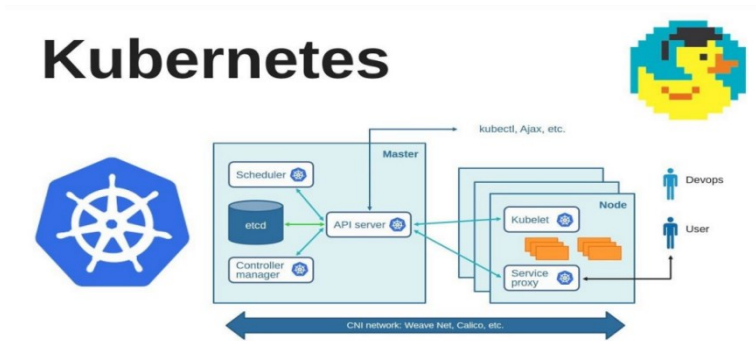 Kubernetes
kubectl, Ajax, etc.
Master
Scheduler
etcd
API server
Controller
manager
Node
Kubelet
Service
proxy
Devops
User
CNI network: Weave Net, Calico, etc.